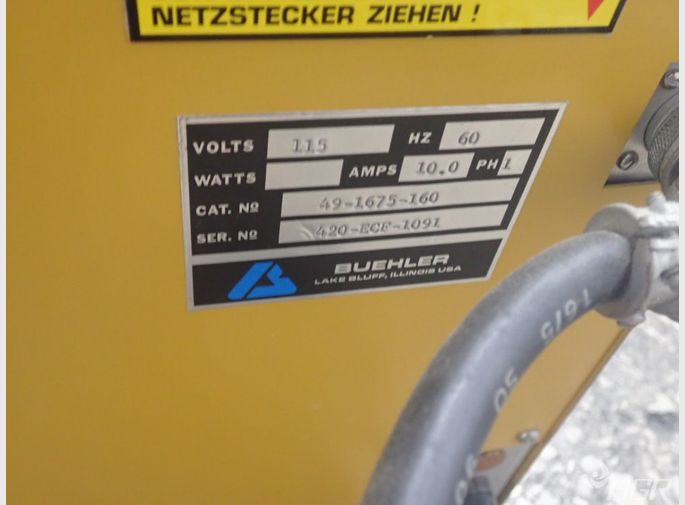 NETZSTECKER ZIEHEN !
VOLTS 115 HZ 60
WATTS AMPS 10.0 PH 1
CAT. Nº 49-1675-160
SER. Nº 420-ECF-1091
BUEHLER
LAKE BLUFF, ILLINOIS USA
HGR